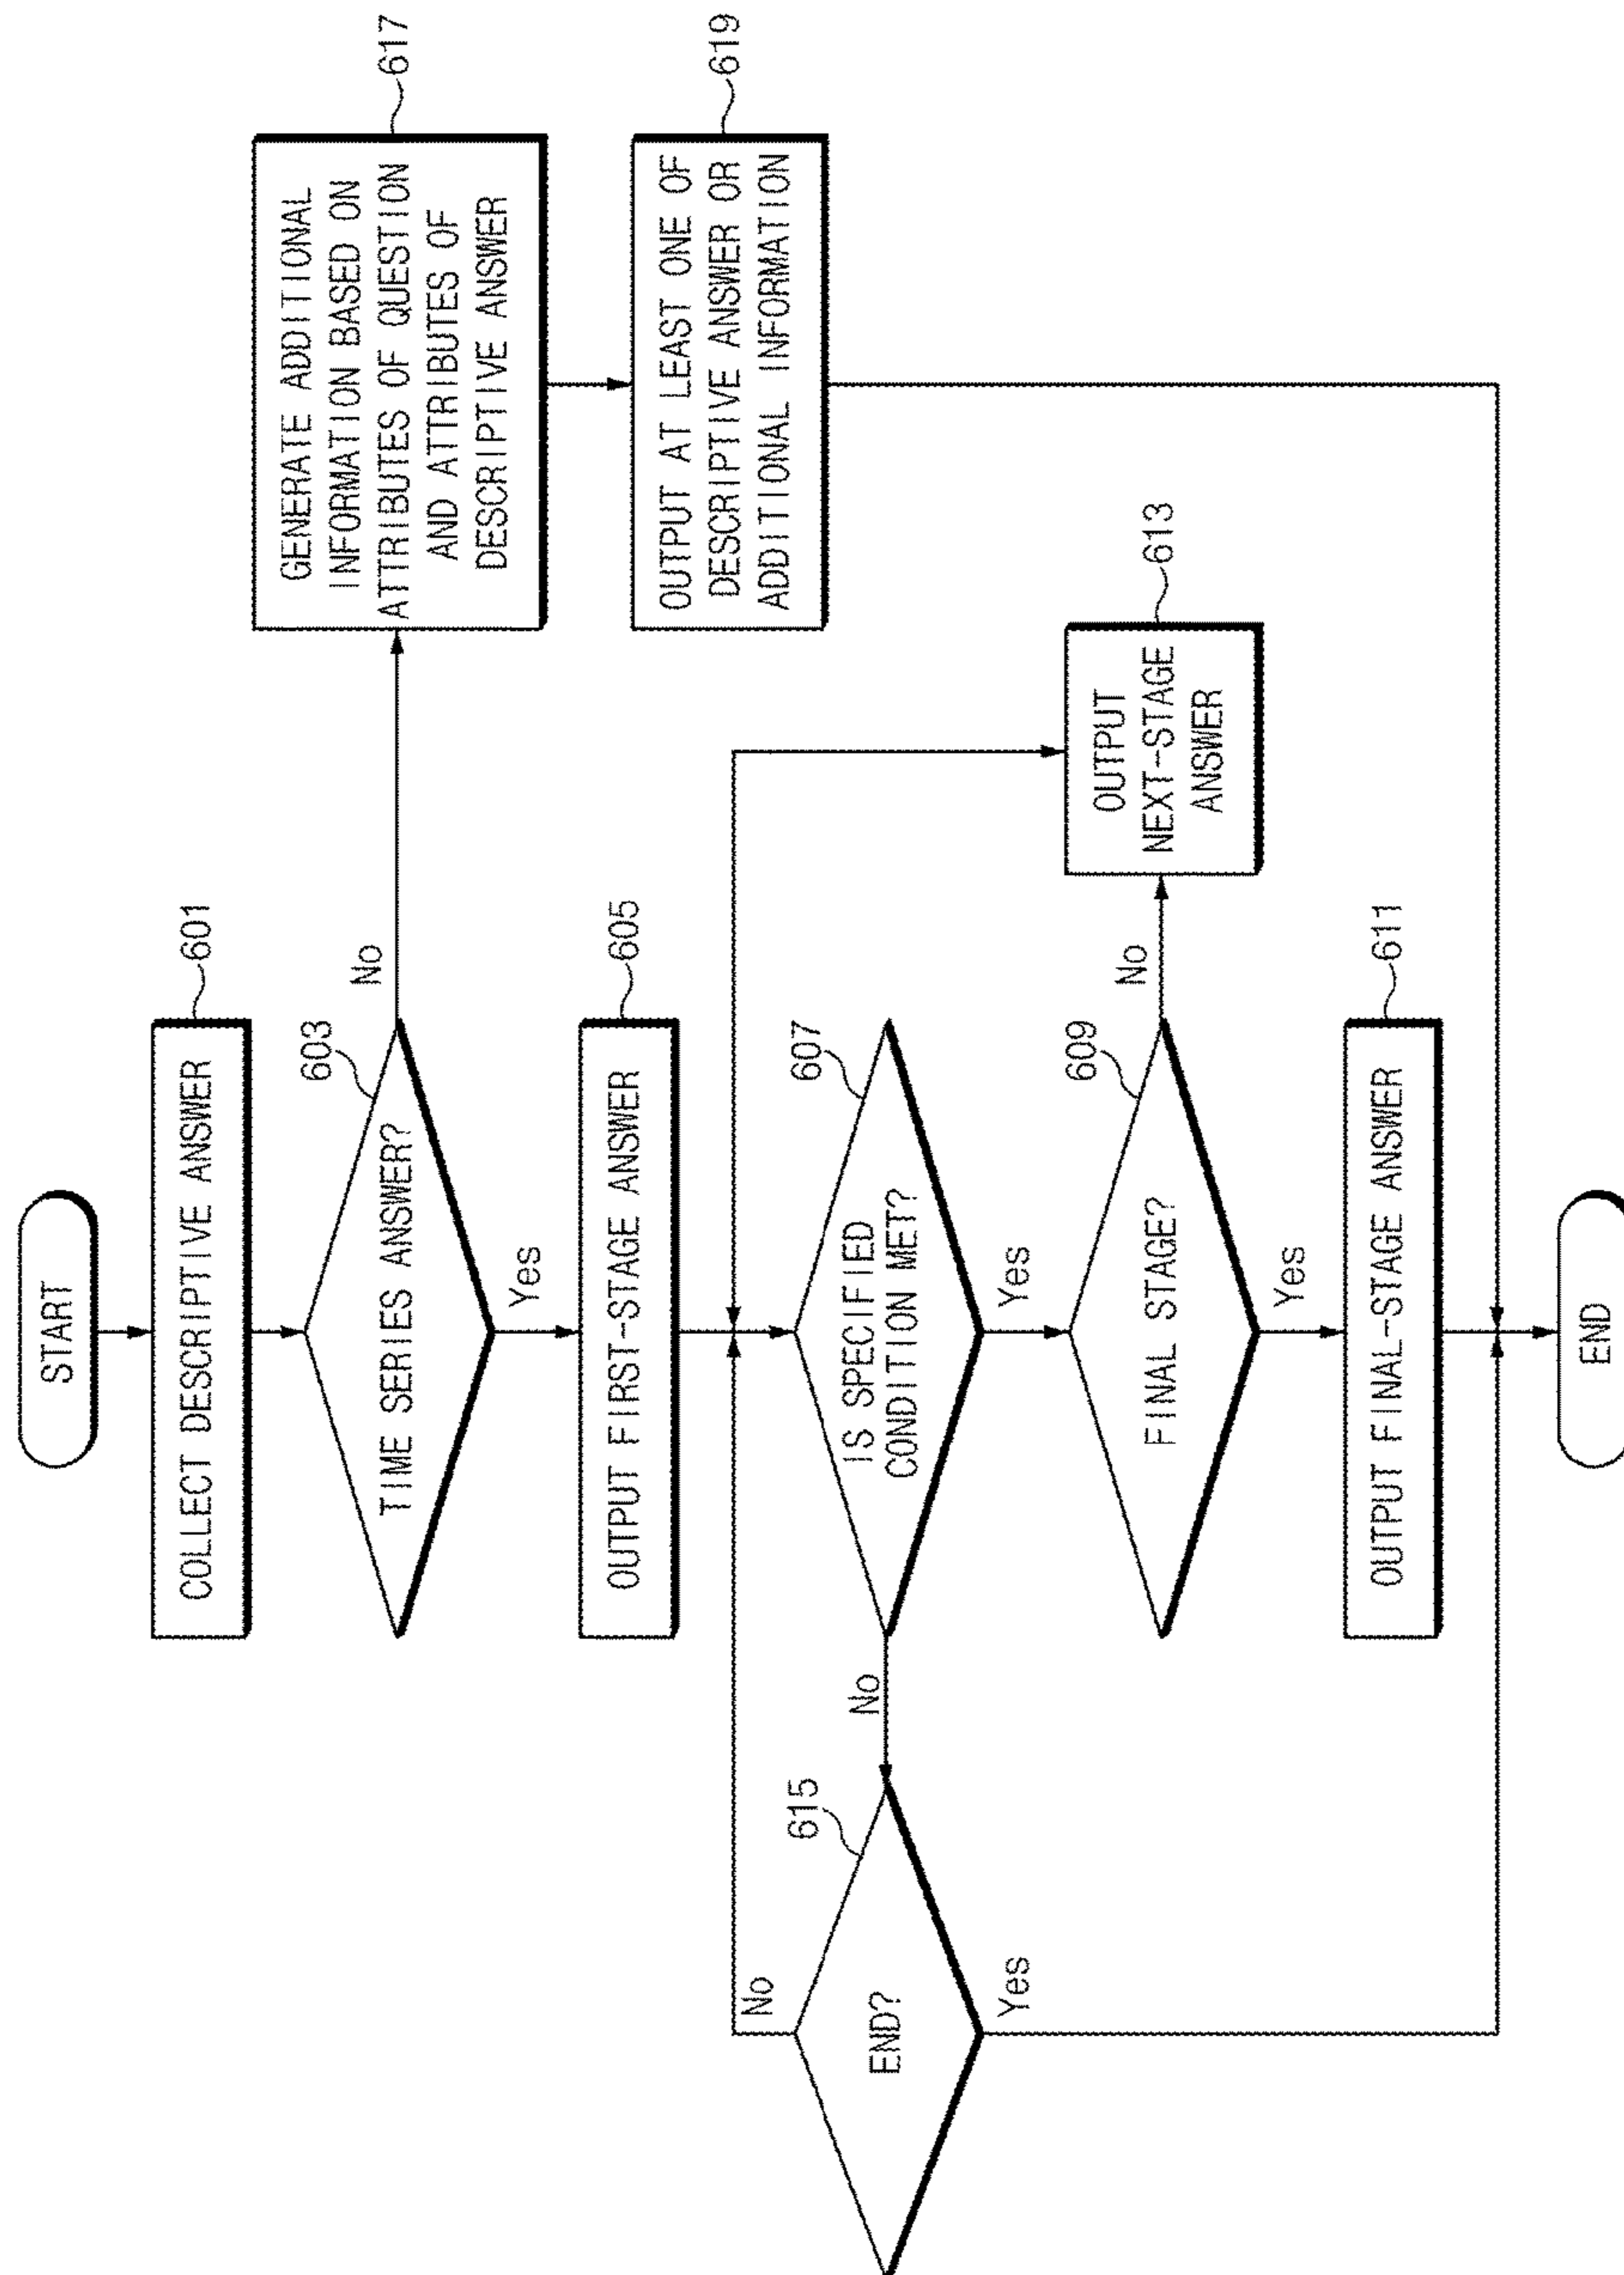 START
COLLECT DESCRIPTIVE ANSWER
601
TIME SERIES ANSWER?
603
No
Yes
GENERATE ADDITIONAL
INFORMATION BASED ON
ATTRIBUTES OF QUESTION
AND ATTRIBUTES OF
DESCRIPTIVE ANSWER
617
OUTPUT FIRST-STAGE ANSWER
605
OUTPUT AT LEAST ONE OF
DESCRIPTIVE ANSWER OR
ADDITIONAL INFORMATION
619
No
END?
615
Yes
No
IS SPECIFIED
CONDITION MET?
607
Yes
FINAL STAGE?
609
No
Yes
OUTPUT
NEXT-STAGE
ANSWER
613
OUTPUT FINAL-STAGE ANSWER
611
END